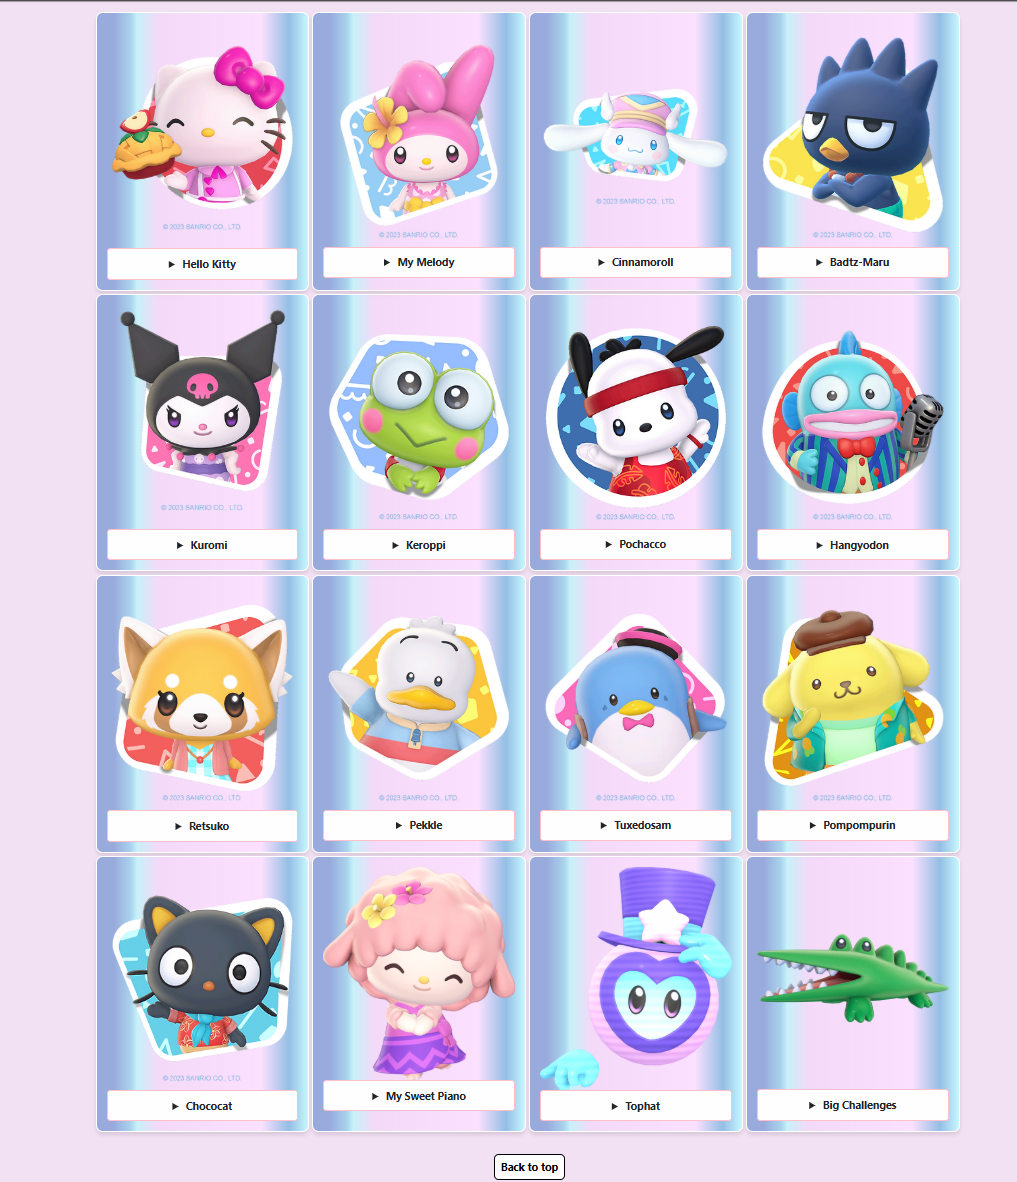 © 2023 SANRIO CO., LTD.
© 2023 SANRIO CO., LTD.
© 2023 SANRIO CO., LTD.
© 2023 SANRIO CO., LTD.
▶ Hello Kitty
▶ My Melody
▶ Cinnamoroll
▶ Badtz-Maru
© 2023 SANRIO CO., LTD.
© 2023 SANRIO CO., LTD.
© 2023 SANRIO CO., LTD.
© 2023 SANRIO CO., LTD.
▶ Kuromi
▶ Keroppi
▶ Pochacco
▶ Hangyodon
© 2023 SANRIO CO., LTD.
© 2023 SANRIO CO., LTD.
© 2023 SANRIO CO., LTD.
© 2023 SANRIO CO., LTD.
▶ Retsuko
▶ Pekkle
▶ Tuxedosam
▶ Pompompurin
© 2023 SANRIO CO., LTD.
▶ Chococat
▶ My Sweet Piano
▶ Tophat
▶ Big Challenges
Back to top